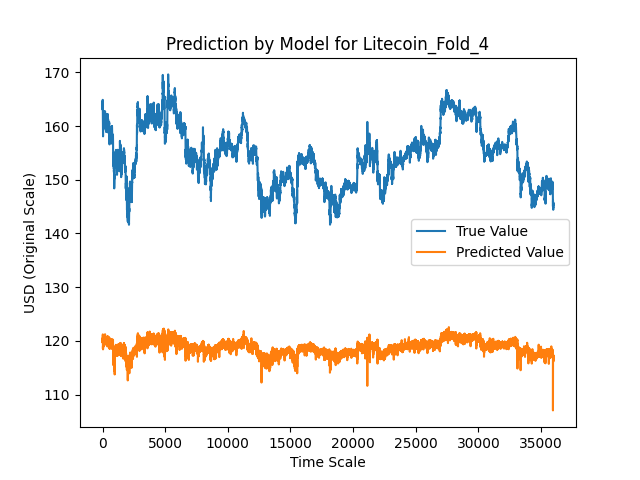 Prediction by Model for Litecoin_Fold_4
170
160
150
140
130
120
110
USD (Original Scale)
True Value
Predicted Value
0 5000 10000 15000 20000 25000 30000 35000
Time Scale